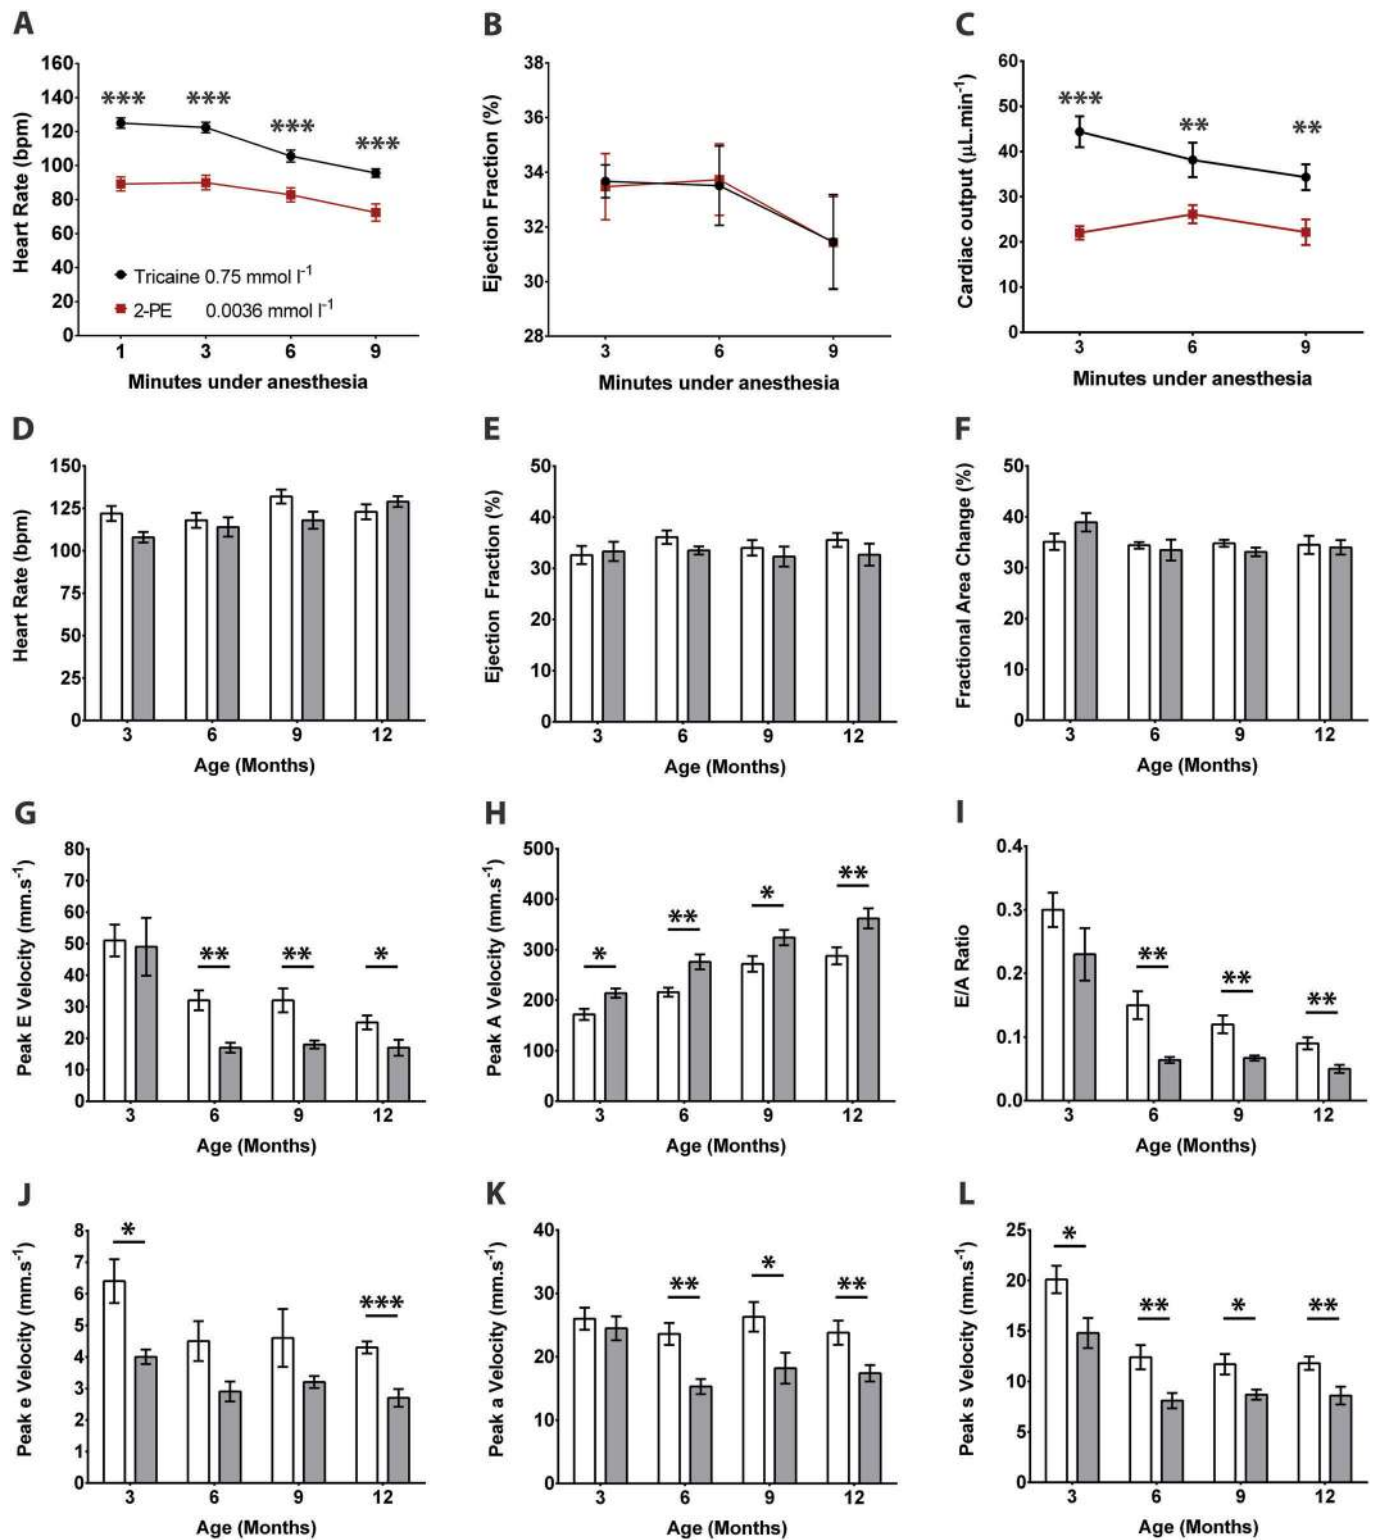 A
Heart Rate (bpm)
160
140
120
100
80
60
40
20
0
***
***
***
***
Tricaine 0.75 mmol l⁻¹
2-PE 0.0036 mmol l⁻¹
1 3 6 9
Minutes under anesthesia
B
Ejection Fraction (%)
38
36
34
32
30
28
3 6 9
Minutes under anesthesia
C
Cardiac output (µL.min⁻¹)
60
50
40
30
20
10
0
***
**
**
3 6 9
Minutes under anesthesia
D
Heart Rate (bpm)
150
125
100
75
50
25
0
3 6 9 12
Age (Months)
E
Ejection Fraction (%)
50
40
30
20
10
0
3 6 9 12
Age (Months)
F
Fractional Area Change (%)
50
40
30
20
10
0
3 6 9 12
Age (Months)
G
Peak E Velocity (mm.s⁻¹)
80
70
60
50
40
30
20
10
0
**
**
*
3 6 9 12
Age (Months)
H
Peak A Velocity (mm.s⁻¹)
500
400
300
200
100
0
*
**
*
**
3 6 9 12
Age (Months)
I
E/A Ratio
0.4
0.3
0.2
0.1
0.0
**
**
**
3 6 9 12
Age (Months)
J
Peak e Velocity (mm.s⁻¹)
8
7
6
5
4
3
2
1
0
*
***
3 6 9 12
Age (Months)
K
Peak a Velocity (mm.s⁻¹)
40
30
20
10
0
**
*
**
3 6 9 12
Age (Months)
L
Peak s Velocity (mm.s⁻¹)
25
20
15
10
5
0
*
**
*
**
3 6 9 12
Age (Months)